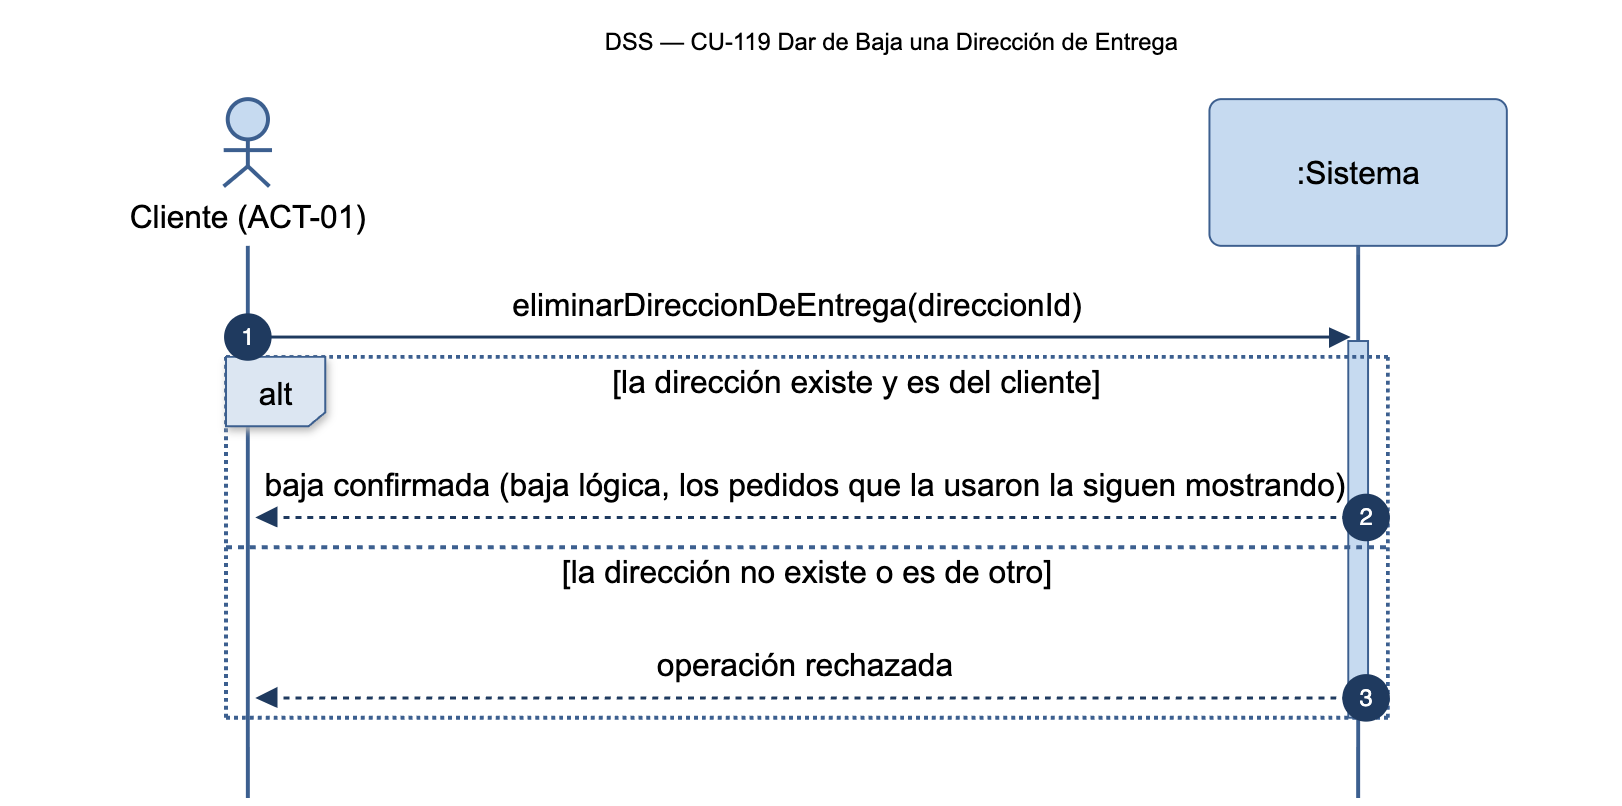 DSS — CU-119 Dar de Baja una Dirección de Entrega
Cliente (ACT-01)
:Sistema
eliminarDireccionDeEntrega(direccionId)
1
alt
[la dirección existe y es del cliente]
baja confirmada (baja lógica, los pedidos que la usaron la siguen mostrando)
2
[la dirección no existe o es de otro]
operación rechazada
3